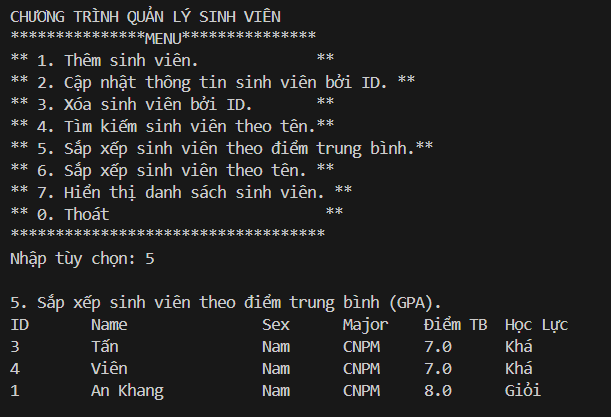 CHƯƠNG TRÌNH QUẢN LÝ SINH VIÊN
***************MENU***************
** 1. Thêm sinh viên.             **
** 2. Cập nhật thông tin sinh viên bởi ID. **
** 3. Xóa sinh viên bởi ID.       **
** 4. Tìm kiếm sinh viên theo tên.**
** 5. Sắp xếp sinh viên theo điểm trung bình.**
** 6. Sắp xếp sinh viên theo tên. **
** 7. Hiển thị danh sách sinh viên. **
** 0. Thoát                        **
***********************************
Nhập tùy chọn: 5
5. Sắp xếp sinh viên theo điểm trung bình (GPA).
ID       Name               Sex      Major    Điểm TB  Học Lực
3        Tấn                Nam      CNPM     7.0      Khá
4        Viên               Nam      CNPM     7.0      Khá
1        An Khang           Nam      CNPM     8.0      Giỏi